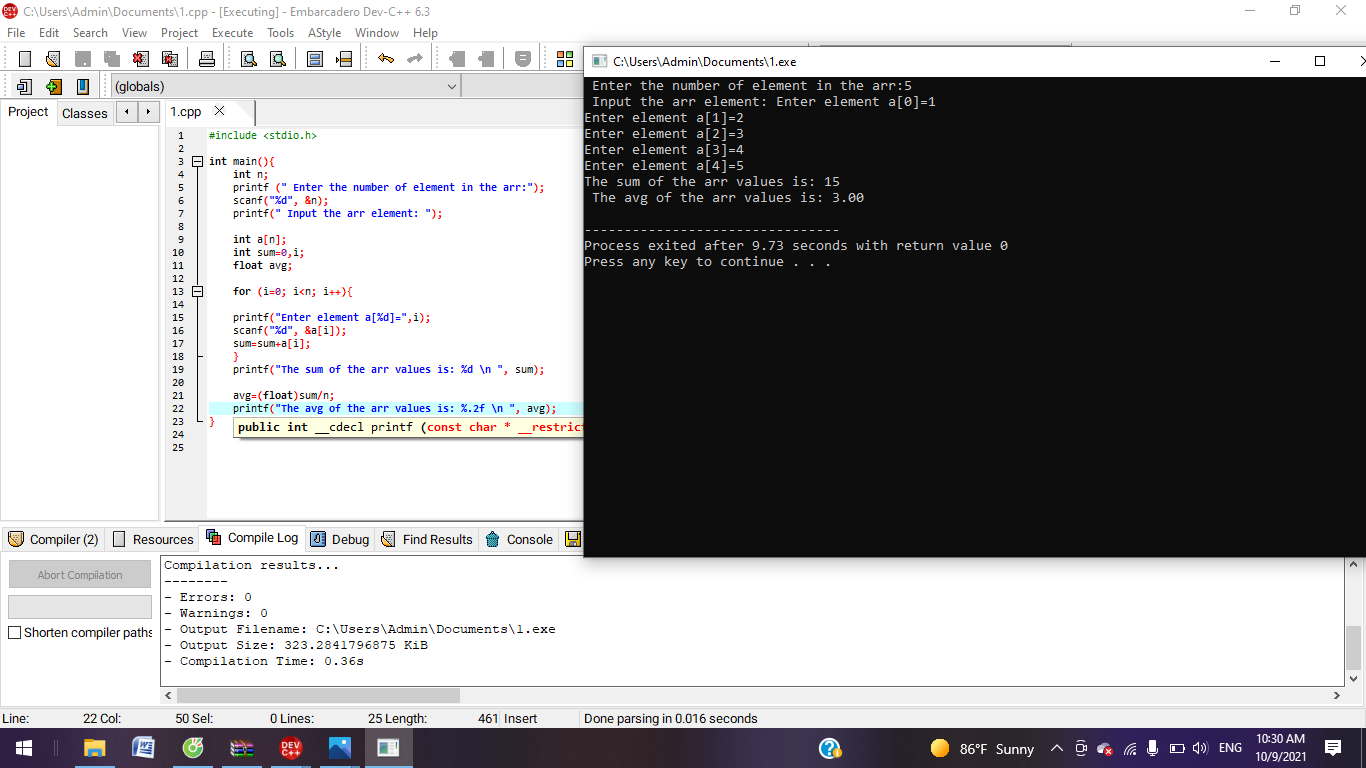 C:\Users\Admin\Documents\1.cpp - [Executing] - Embarcadero Dev-C++ 6.3
File Edit Search View Project Execute Tools AStyle Window Help
(globals)
Project Classes
1.cpp
1 #include <stdio.h>
2
3 int main(){
4 int n;
5 printf (" Enter the number of element in the arr:");
6 scanf("%d", &n);
7 printf(" Input the arr element: ");
8
9 int a[n];
10 int sum=0,i;
11 float avg;
12
13 for (i=0; i<n; i++){
14
15 printf("Enter element a[%d]=",i);
16 scanf("%d", &a[i]);
17 sum=sum+a[i];
18 }
19 printf("The sum of the arr values is: %d \n ", sum);
20
21 avg=(float)sum/n;
22 printf("The avg of the arr values is: %.2f \n ", avg);
23 }
public int __cdecl printf (const char * __restrict
24
25
C:\Users\Admin\Documents\1.exe
Enter the number of element in the arr:5
Input the arr element: Enter element a[0]=1
Enter element a[1]=2
Enter element a[2]=3
Enter element a[3]=4
Enter element a[4]=5
The sum of the arr values is: 15
The avg of the arr values is: 3.00
--------------------------------
Process exited after 9.73 seconds with return value 0
Press any key to continue . . .
Compiler (2) Resources Compile Log Debug Find Results Console
Abort Compilation
Shorten compiler paths
Compilation results...
--------
- Errors: 0
- Warnings: 0
- Output Filename: C:\Users\Admin\Documents\1.exe
- Output Size: 323.2841796875 KiB
- Compilation Time: 0.36s
Line: 22 Col: 50 Sel: 0 Lines: 25 Length: 461 Insert Done parsing in 0.016 seconds
DEV C++
86°F Sunny
ENG
10:30 AM
10/9/2021